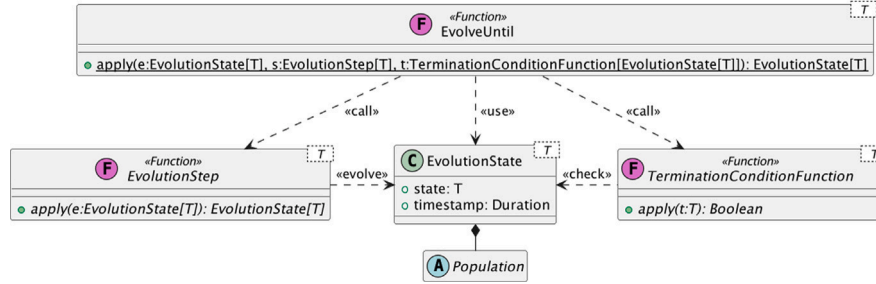 T
«Function»
F
EvolveUntil
apply(e:EvolutionState[T], s:EvolutionStep[T], t:TerminationConditionFunction[EvolutionState[T]]): EvolutionState[T]
«call»
«use»
«call»
T
«Function»
F
EvolutionStep
apply(e:EvolutionState[T]): EvolutionState[T]
«evolve»
T
C EvolutionState
state: T
timestamp: Duration
«check»
T
«Function»
F
TerminationConditionFunction
apply(t:T): Boolean
A Population